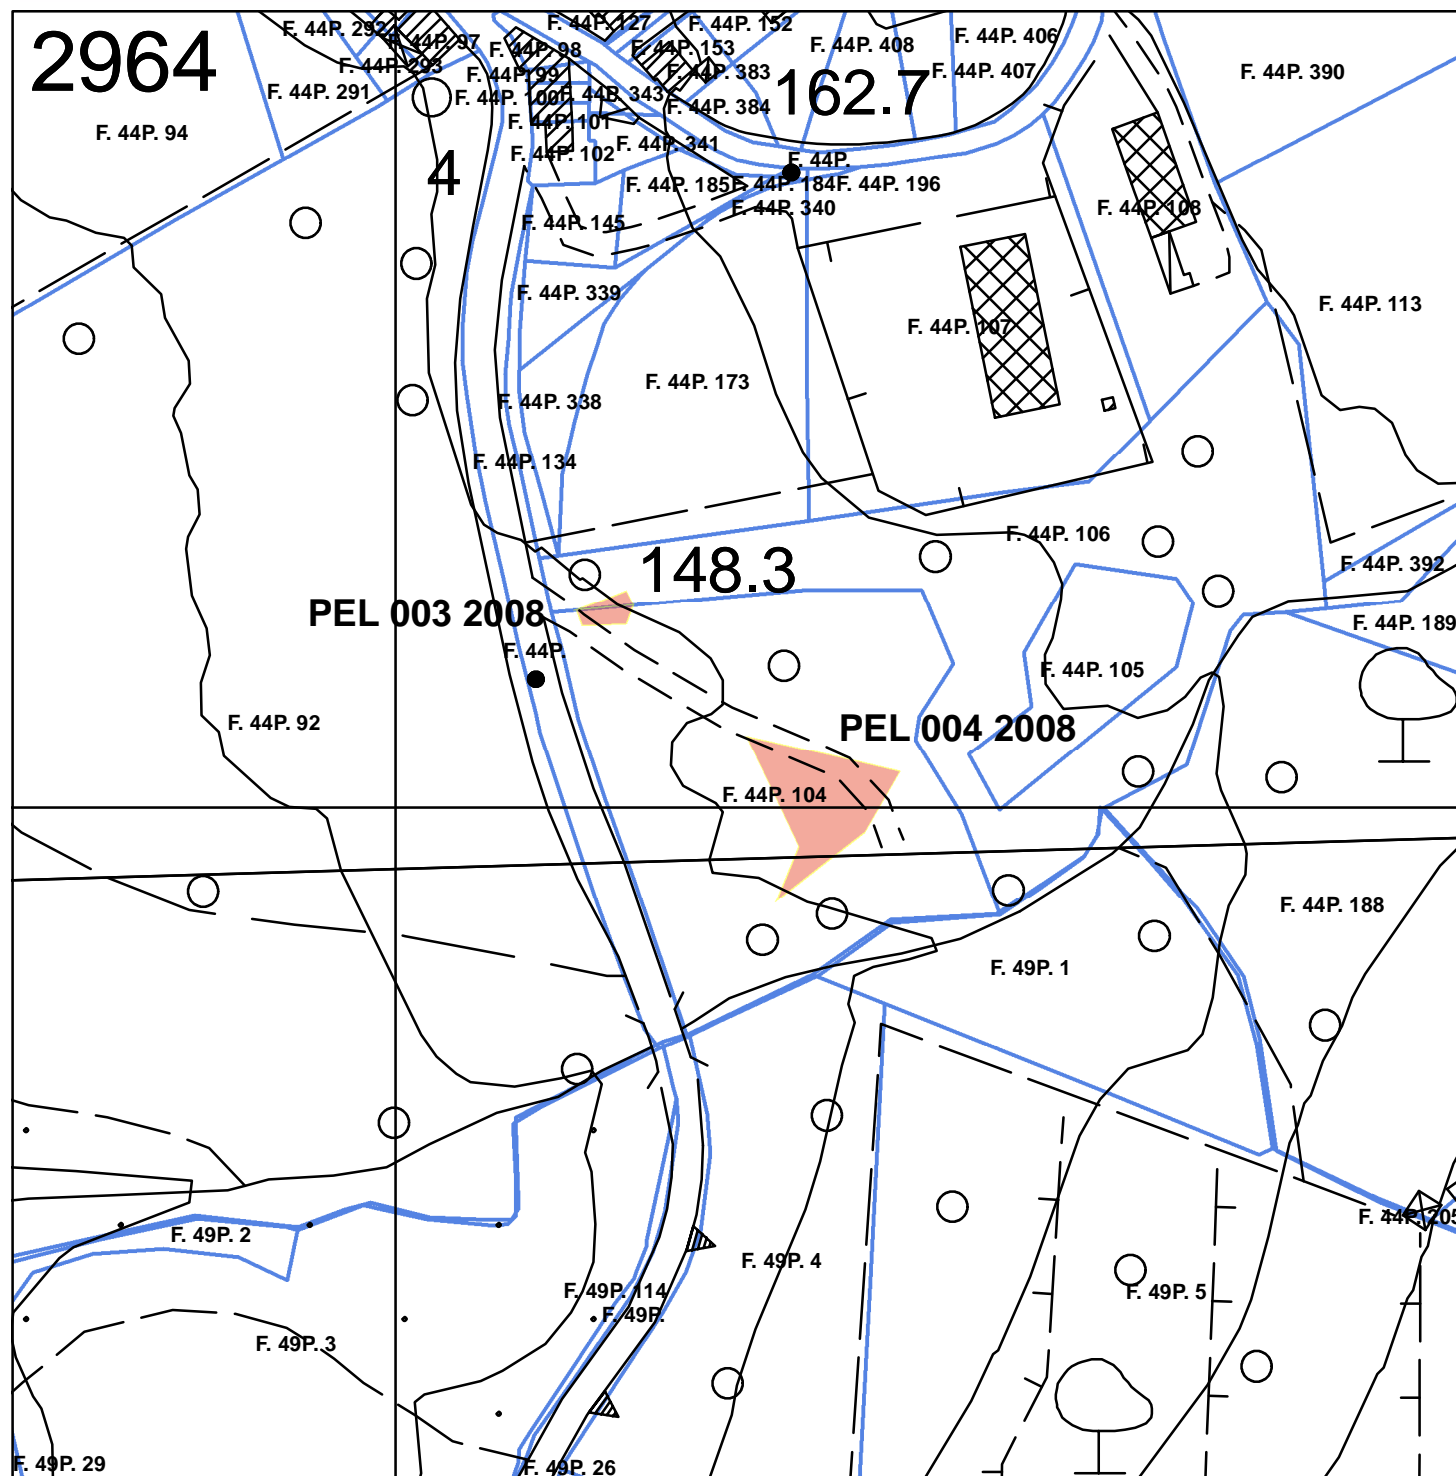 2964
F. 44P. 292
F. 44P. 97
F. 44P. 293
F. 44P. 291
F. 44P. 94
F. 44P. 127
F. 44P. 152
F. 44P. 98
F. 44P. 153
F. 44P. 99
F. 44P. 383
F. 44P. 100
F. 44P. 343
F. 44P. 384
F. 44P. 101
F. 44P. 102
F. 44P. 341
F. 44P. 408
F. 44P. 406
F. 44P. 407
162.7
F. 44P. 390
4
F. 44P.
F. 44P. 185
F. 44P. 184
F. 44P. 196
F. 44P. 340
F. 44P. 108
F. 44P. 145
F. 44P. 339
F. 44P. 113
F. 44P. 107
F. 44P. 173
F. 44P. 338
F. 44P. 134
F. 44P. 106
148.3
F. 44P. 392
PEL 003 2008
F. 44P. 189
F. 44P.
F. 44P. 105
F. 44P. 92
PEL 004 2008
F. 44P. 104
F. 44P. 188
F. 49P. 1
F. 44P. 205
F. 49P. 2
F. 49P. 4
F. 49P. 114
F. 49P. 5
F. 49P.
F. 49P. 3
F. 49P. 29
F. 49P. 26